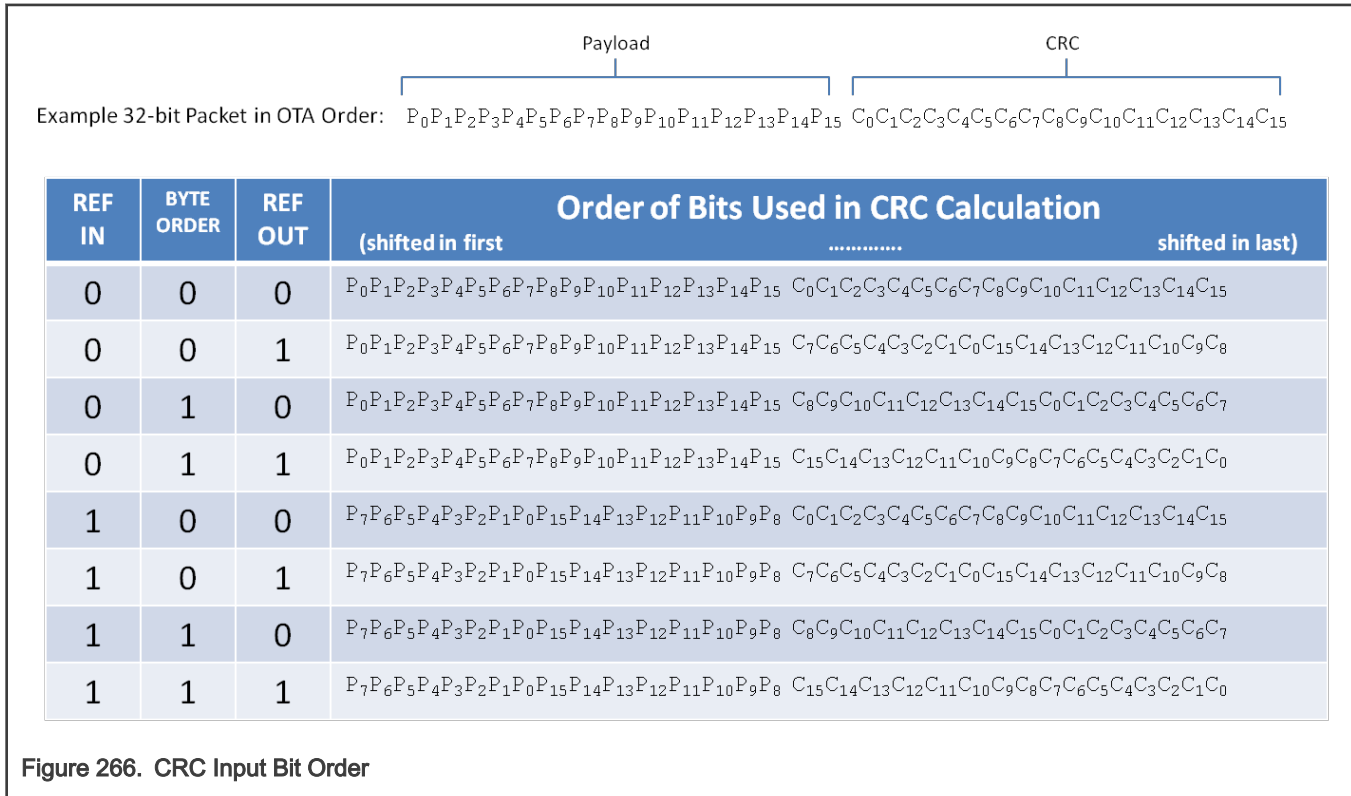 Payload CRC
Example 32-bit Packet in OTA Order: P₀P₁P₂P₃P₄P₅P₆P₇P₈P₉P₁₀P₁₁P₁₂P₁₃P₁₄P₁₅ C₀C₁C₂C₃C₄C₅C₆C₇C₈C₉C₁₀C₁₁C₁₂C₁₃C₁₄C₁₅
REF IN BYTE ORDER REF OUT Order of Bits Used in CRC Calculation
(shifted in first ............. shifted in last)
0 0 0 P₀P₁P₂P₃P₄P₅P₆P₇P₈P₉P₁₀P₁₁P₁₂P₁₃P₁₄P₁₅ C₀C₁C₂C₃C₄C₅C₆C₇C₈C₉C₁₀C₁₁C₁₂C₁₃C₁₄C₁₅
0 0 1 P₀P₁P₂P₃P₄P₅P₆P₇P₈P₉P₁₀P₁₁P₁₂P₁₃P₁₄P₁₅ C₇C₆C₅C₄C₃C₂C₁C₀C₁₅C₁₄C₁₃C₁₂C₁₁C₁₀C₉C₈
0 1 0 P₀P₁P₂P₃P₄P₅P₆P₇P₈P₉P₁₀P₁₁P₁₂P₁₃P₁₄P₁₅ C₈C₉C₁₀C₁₁C₁₂C₁₃C₁₄C₁₅C₀C₁C₂C₃C₄C₅C₆C₇
0 1 1 P₀P₁P₂P₃P₄P₅P₆P₇P₈P₉P₁₀P₁₁P₁₂P₁₃P₁₄P₁₅ C₁₅C₁₄C₁₃C₁₂C₁₁C₁₀C₉C₈C₇C₆C₅C₄C₃C₂C₁C₀
1 0 0 P₇P₆P₅P₄P₃P₂P₁P₀P₁₅P₁₄P₁₃P₁₂P₁₁P₁₀P₉P₈ C₀C₁C₂C₃C₄C₅C₆C₇C₈C₉C₁₀C₁₁C₁₂C₁₃C₁₄C₁₅
1 0 1 P₇P₆P₅P₄P₃P₂P₁P₀P₁₅P₁₄P₁₃P₁₂P₁₁P₁₀P₉P₈ C₇C₆C₅C₄C₃C₂C₁C₀C₁₅C₁₄C₁₃C₁₂C₁₁C₁₀C₉C₈
1 1 0 P₇P₆P₅P₄P₃P₂P₁P₀P₁₅P₁₄P₁₃P₁₂P₁₁P₁₀P₉P₈ C₈C₉C₁₀C₁₁C₁₂C₁₃C₁₄C₁₅C₀C₁C₂C₃C₄C₅C₆C₇
1 1 1 P₇P₆P₅P₄P₃P₂P₁P₀P₁₅P₁₄P₁₃P₁₂P₁₁P₁₀P₉P₈ C₁₅C₁₄C₁₃C₁₂C₁₁C₁₀C₉C₈C₇C₆C₅C₄C₃C₂C₁C₀
Figure 266. CRC Input Bit Order